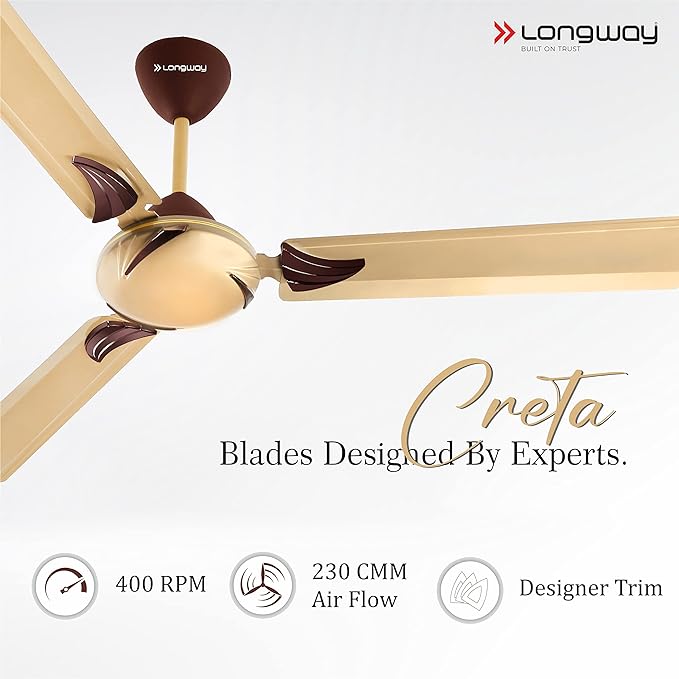 Longway
BUILT ON TRUST
Longway
Creta
Blades Designed By Experts.
400 RPM
230 CMM
Air Flow
Designer Trim